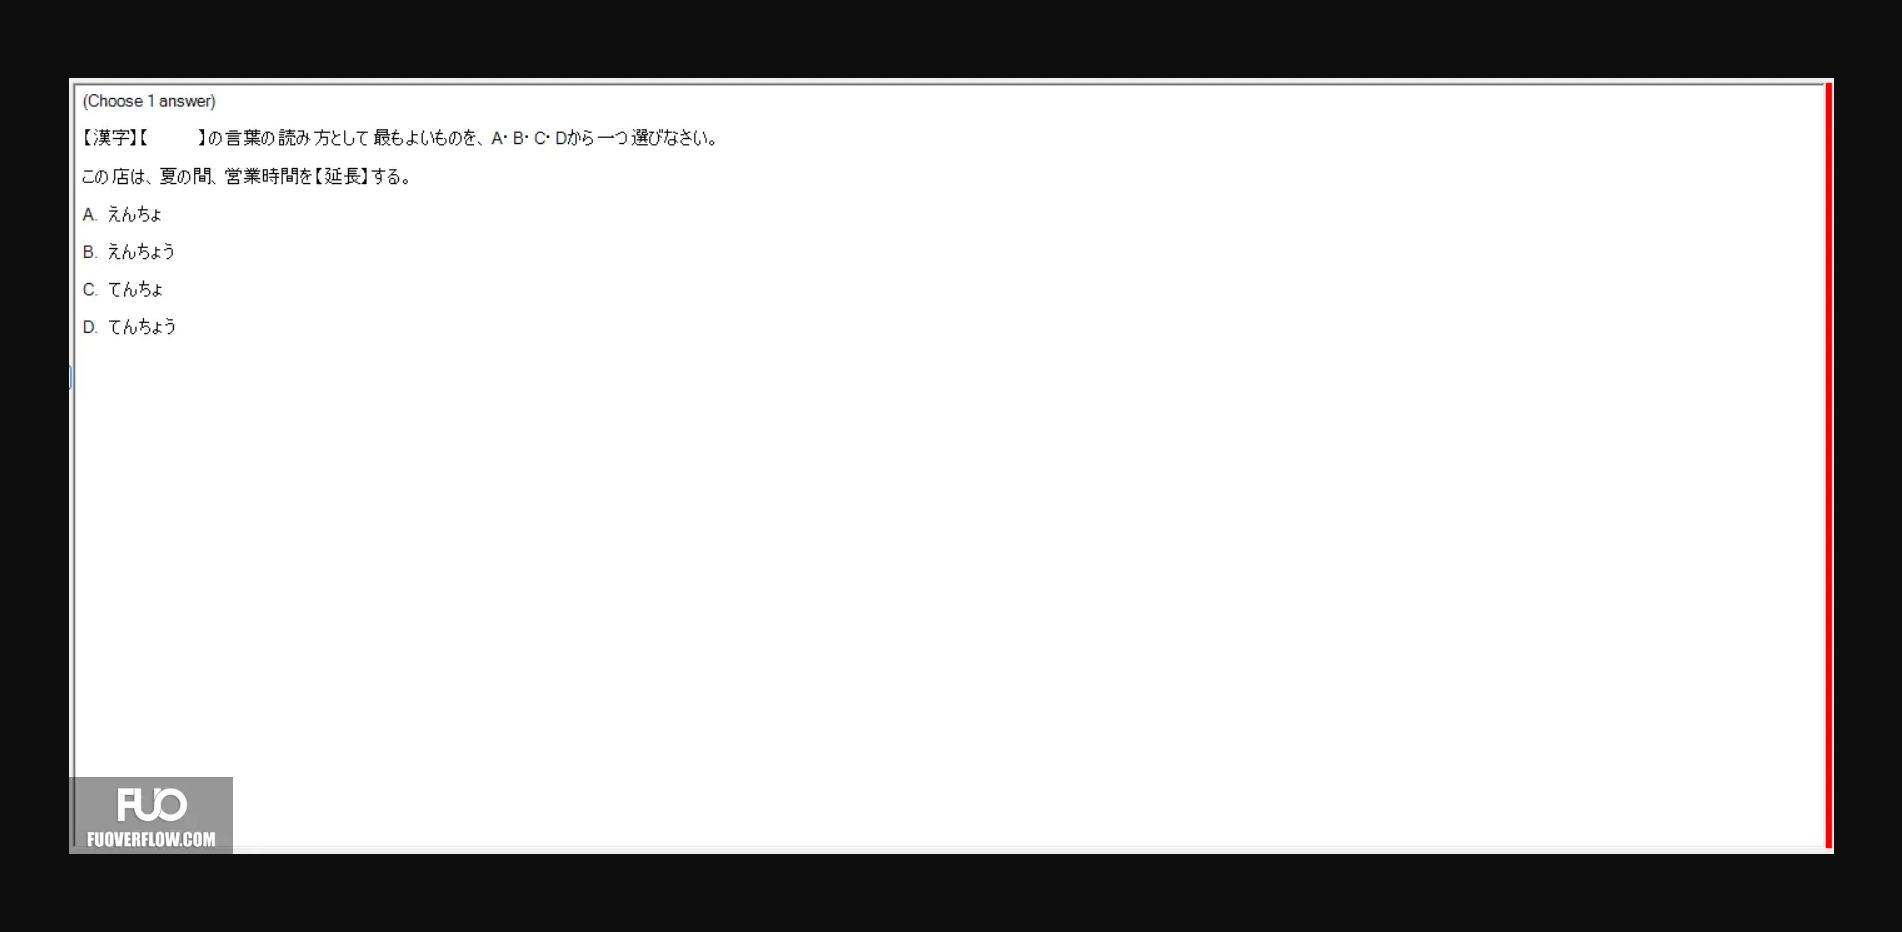 (Choose 1 answer)
【漢字】【　　　】の言葉の読み方として最もよいものを、A・B・C・Dから一つ選びなさい。
この店は、夏の間、営業時間を【延長】する。
A. えんちょ
B. えんちょう
C. てんちょ
D. てんちょう
FUO
FUOVERFLOW.COM